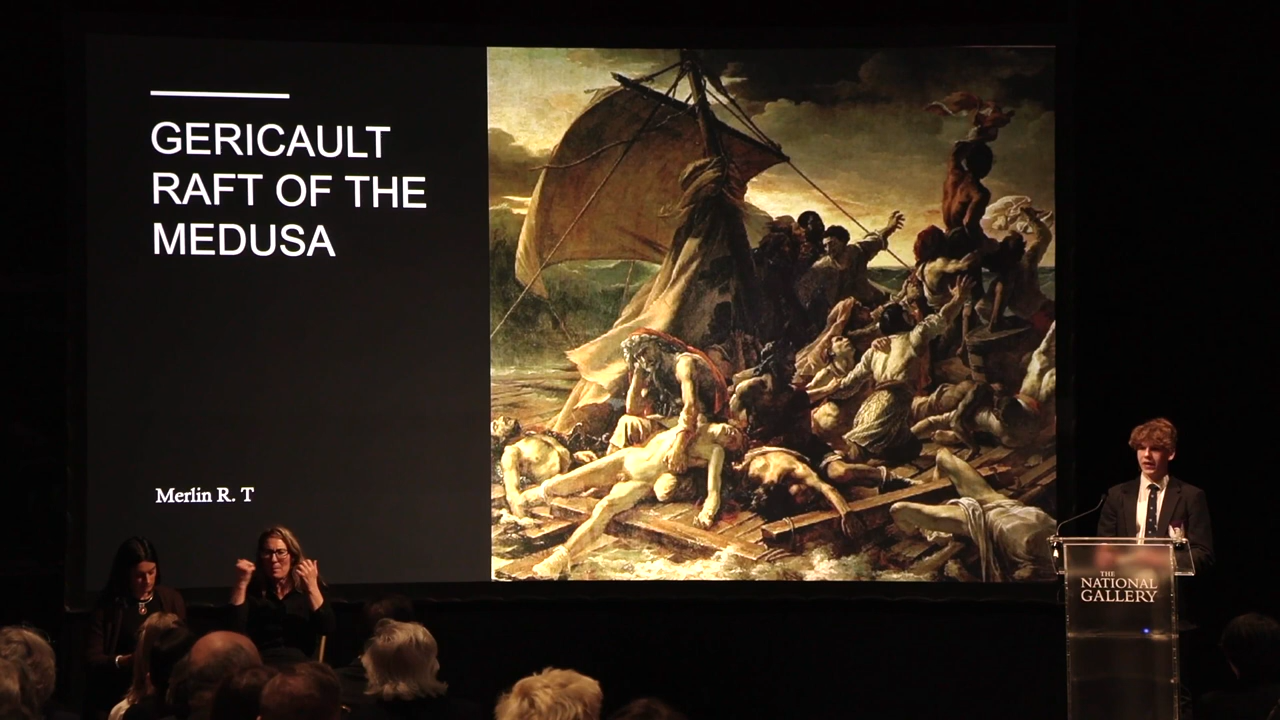 GERICAULT
RAFT OF THE
MEDUSA
Merlin R. T
THE
NATIONAL
GALLERY